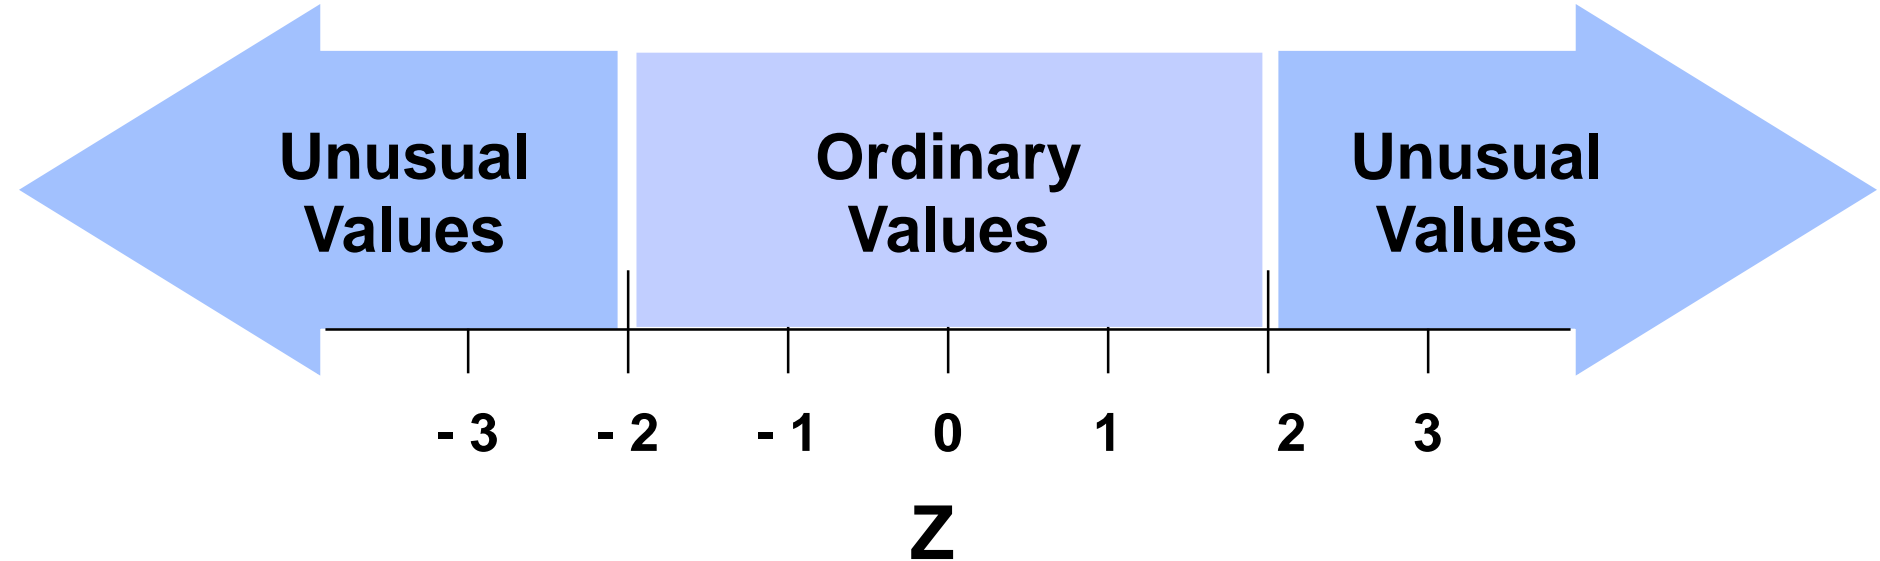 Unusual
Values
Ordinary
Values
Unusual
Values
- 3 - 2 - 1 0 1 2 3
Z